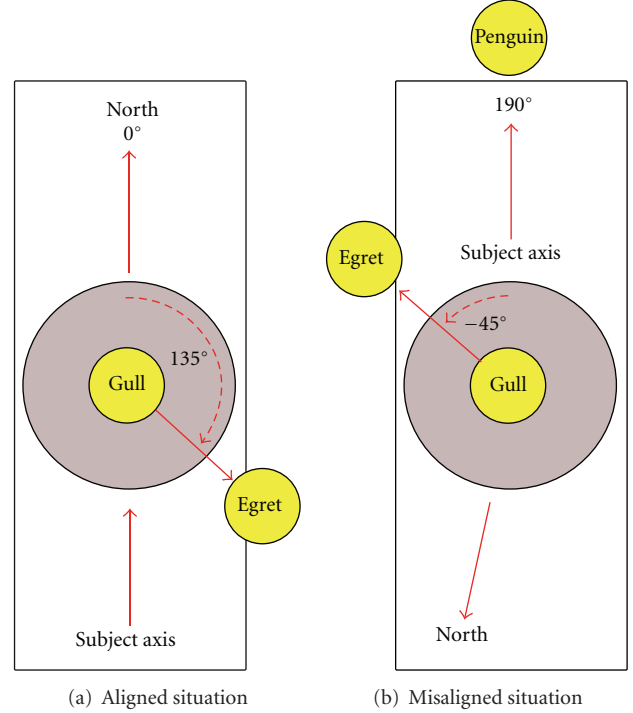 North
0°
135°
Gull
Egret
Subject axis
(a) Aligned situation
Penguin
190°
Egret
Subject axis
−45°
Gull
North
(b) Misaligned situation